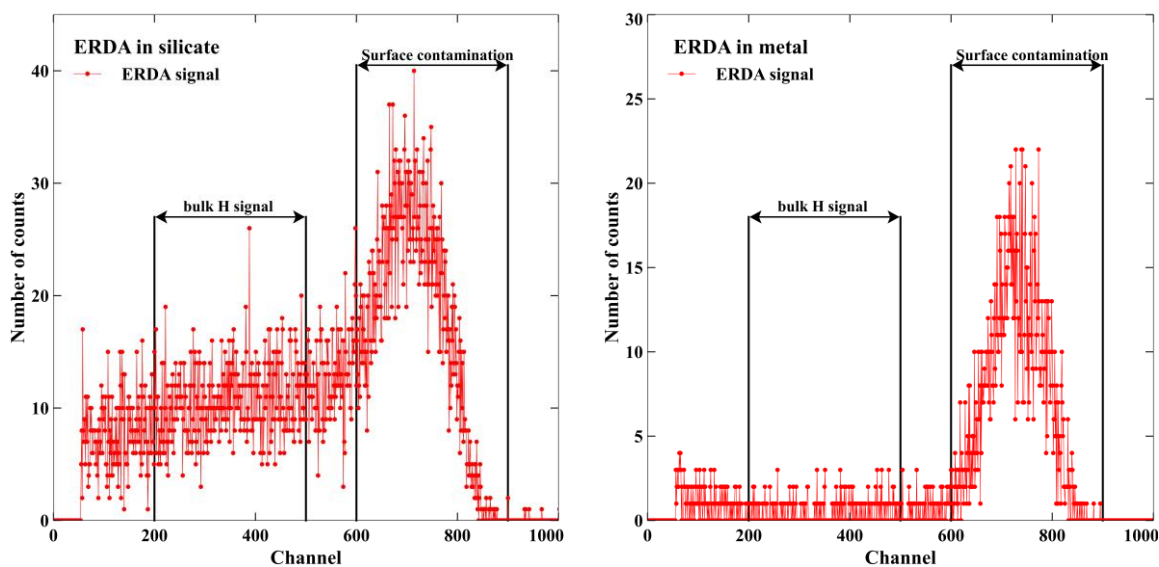 ERDA in silicate
ERDA signal
Surface contamination
bulk H signal
Number of counts
40
30
20
10
0
0
200
400
600
800
1000
Channel
ERDA in metal
ERDA signal
Surface contamination
bulk H signal
Number of counts
30
25
20
15
10
5
0
0
200
400
600
800
1000
Channel